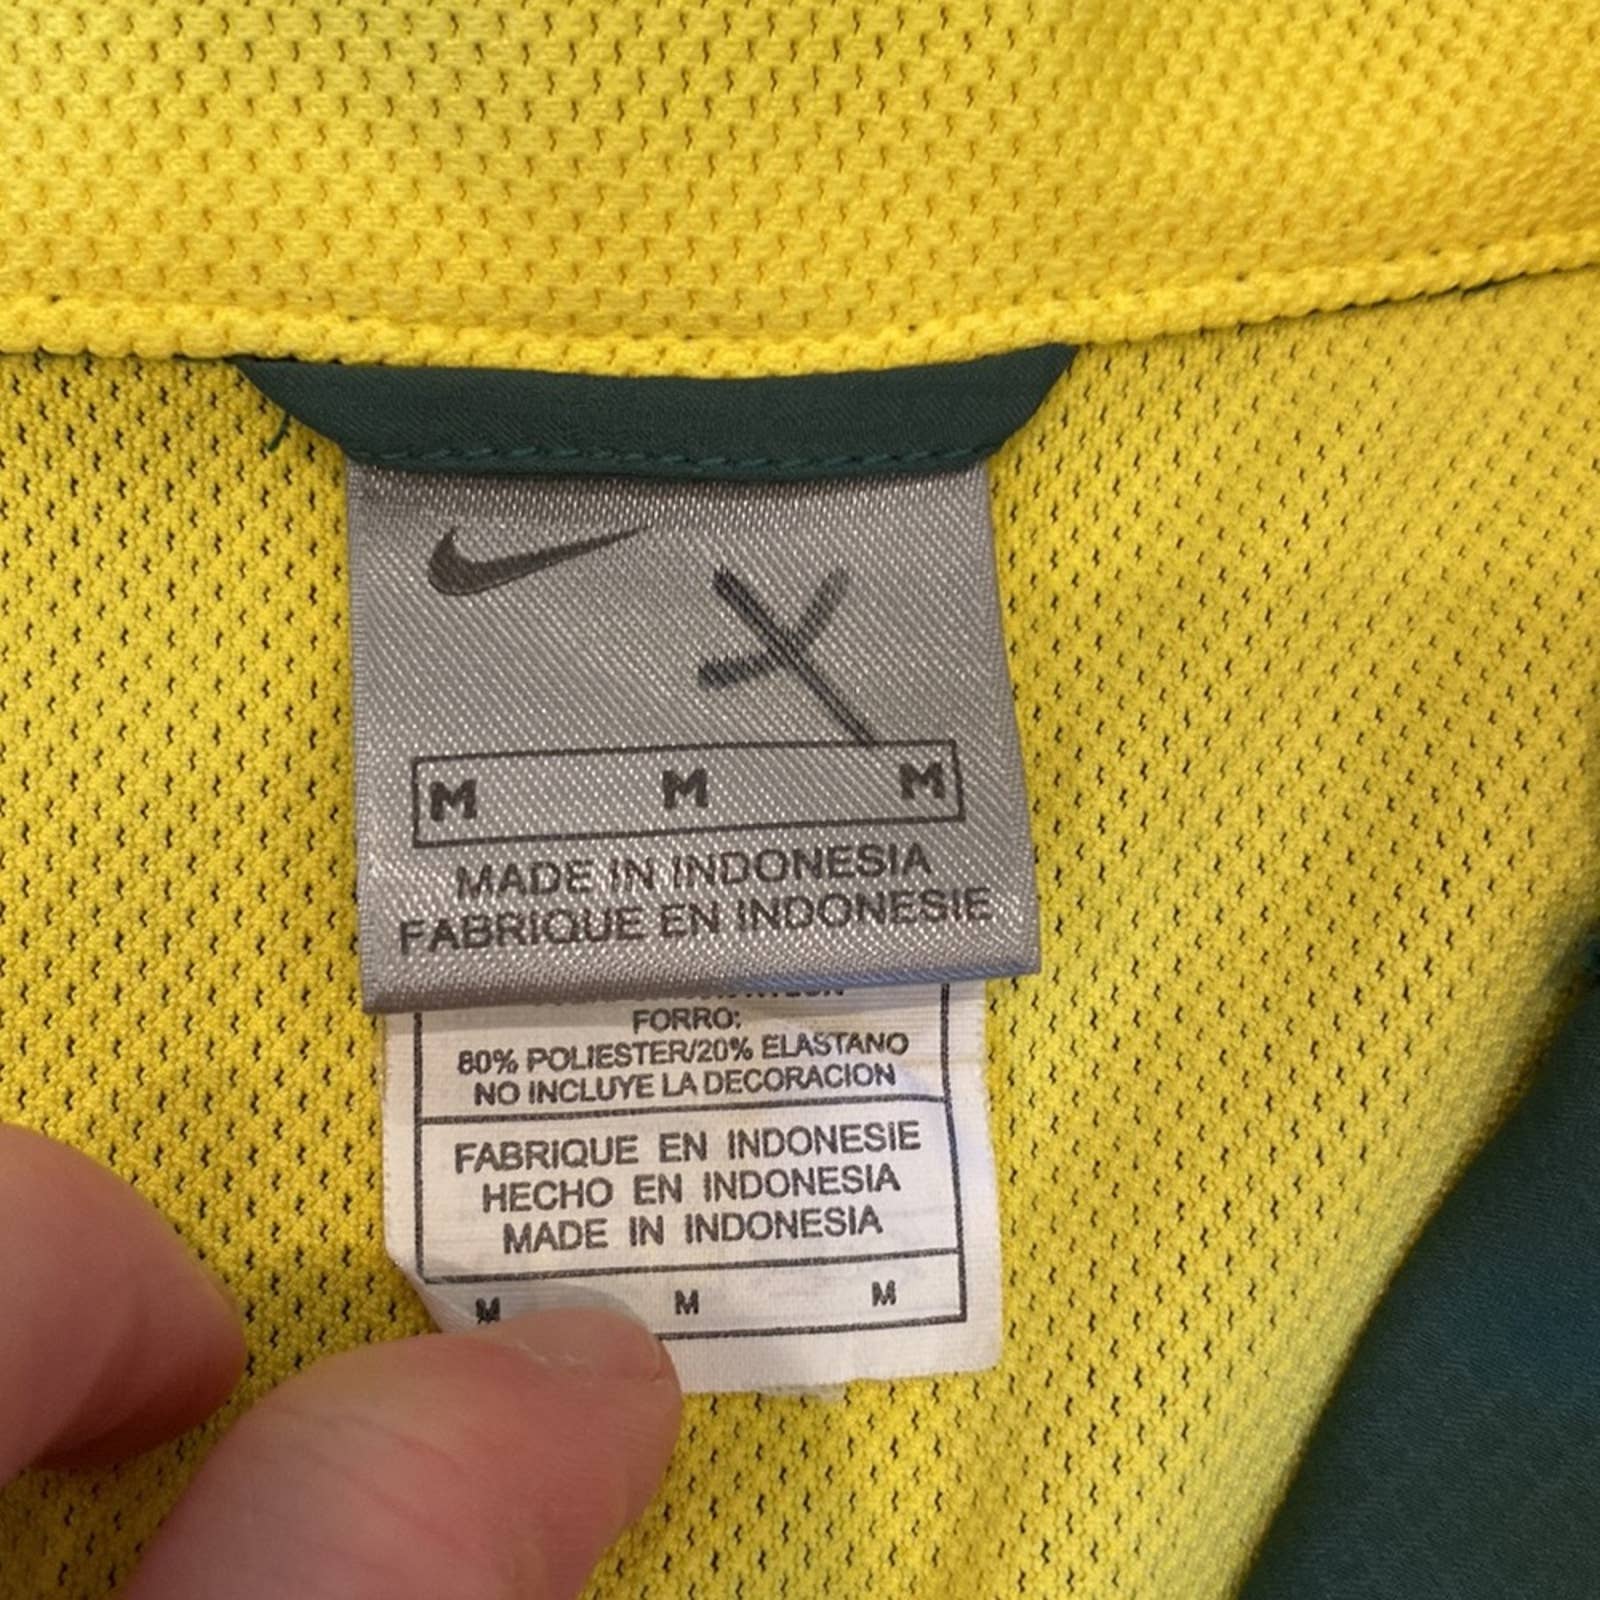 M M M
MADE IN INDONESIA
FABRIQUE EN INDONESIE
FORRO:
80% POLIESTER/20% ELASTANO
NO INCLUYE LA DECORACION
FABRIQUE EN INDONESIE
HECHO EN INDONESIA
MADE IN INDONESIA
M M M